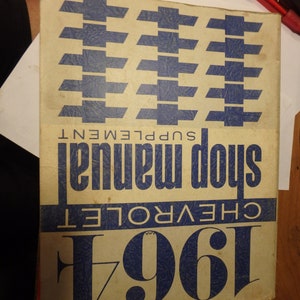 1964
CHEVROLET
shop manual
SUPPLEMENT